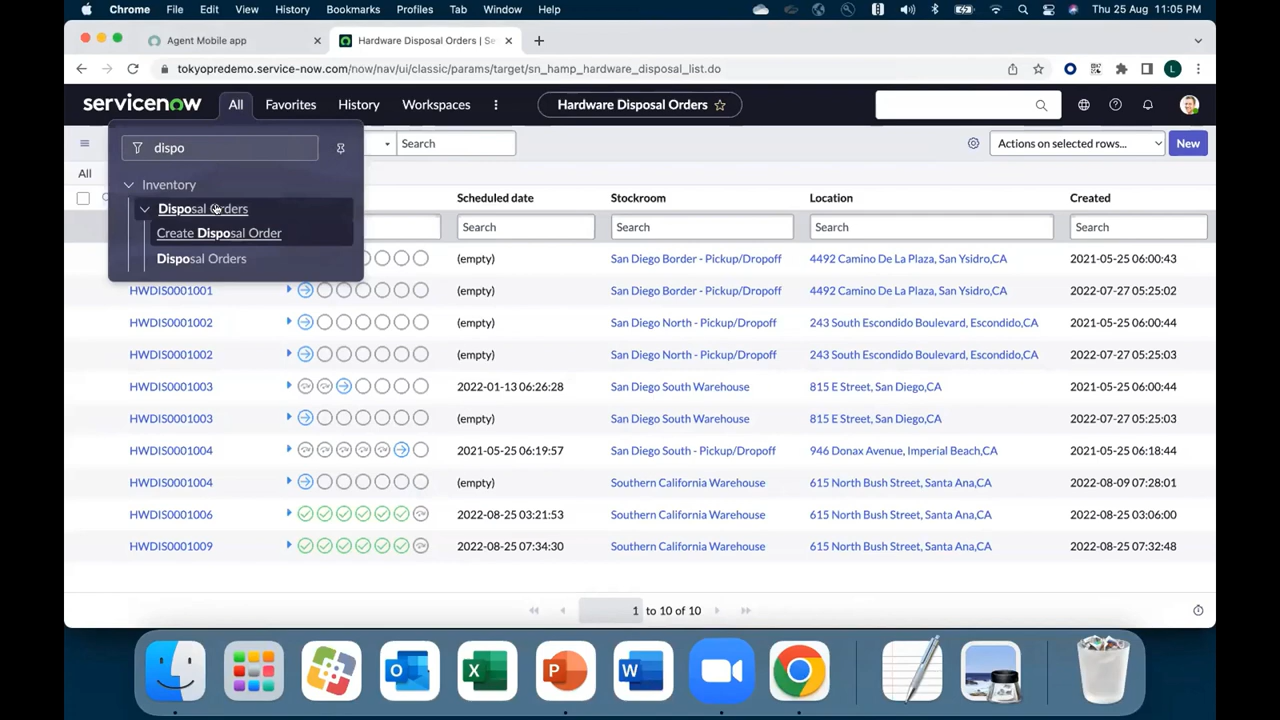 Chrome File Edit View History Bookmarks Profiles Tab Window Help Thu 25 Aug 11:05 PM
Agent Mobile app Hardware Disposal Orders | Se
tokyopredemo.service-now.com/now/nav/ui/classic/params/target/sn_hamp_hardware_disposal_list.do L
servicenow All Favorites History Workspaces Hardware Disposal Orders
dispo Search Actions on selected rows... New
All
Inventory
Disposal Orders Scheduled date Stockroom Location Created
Create Disposal Order Search Search Search Search
Disposal Orders (empty) San Diego Border - Pickup/Dropoff 4492 Camino De La Plaza, San Ysidro,CA 2021-05-25 06:00:43
HWDIS0001001 (empty) San Diego Border - Pickup/Dropoff 4492 Camino De La Plaza, San Ysidro,CA 2022-07-27 05:25:02
HWDIS0001002 (empty) San Diego North - Pickup/Dropoff 243 South Escondido Boulevard, Escondido,CA 2021-05-25 06:00:44
HWDIS0001002 (empty) San Diego North - Pickup/Dropoff 243 South Escondido Boulevard, Escondido,CA 2022-07-27 05:25:03
HWDIS0001003 2022-01-13 06:26:28 San Diego South Warehouse 815 E Street, San Diego,CA 2021-05-25 06:00:44
HWDIS0001003 (empty) San Diego South Warehouse 815 E Street, San Diego,CA 2022-07-27 05:25:03
HWDIS0001004 2021-05-25 06:19:57 San Diego South - Pickup/Dropoff 946 Donax Avenue, Imperial Beach,CA 2021-05-25 06:18:44
HWDIS0001004 (empty) Southern California Warehouse 615 North Bush Street, Santa Ana,CA 2022-08-09 07:28:01
HWDIS0001006 2022-08-25 03:21:53 Southern California Warehouse 615 North Bush Street, Santa Ana,CA 2022-08-25 03:06:00
HWDIS0001009 2022-08-25 07:34:30 Southern California Warehouse 615 North Bush Street, Santa Ana,CA 2022-08-25 07:32:48
1 to 10 of 10